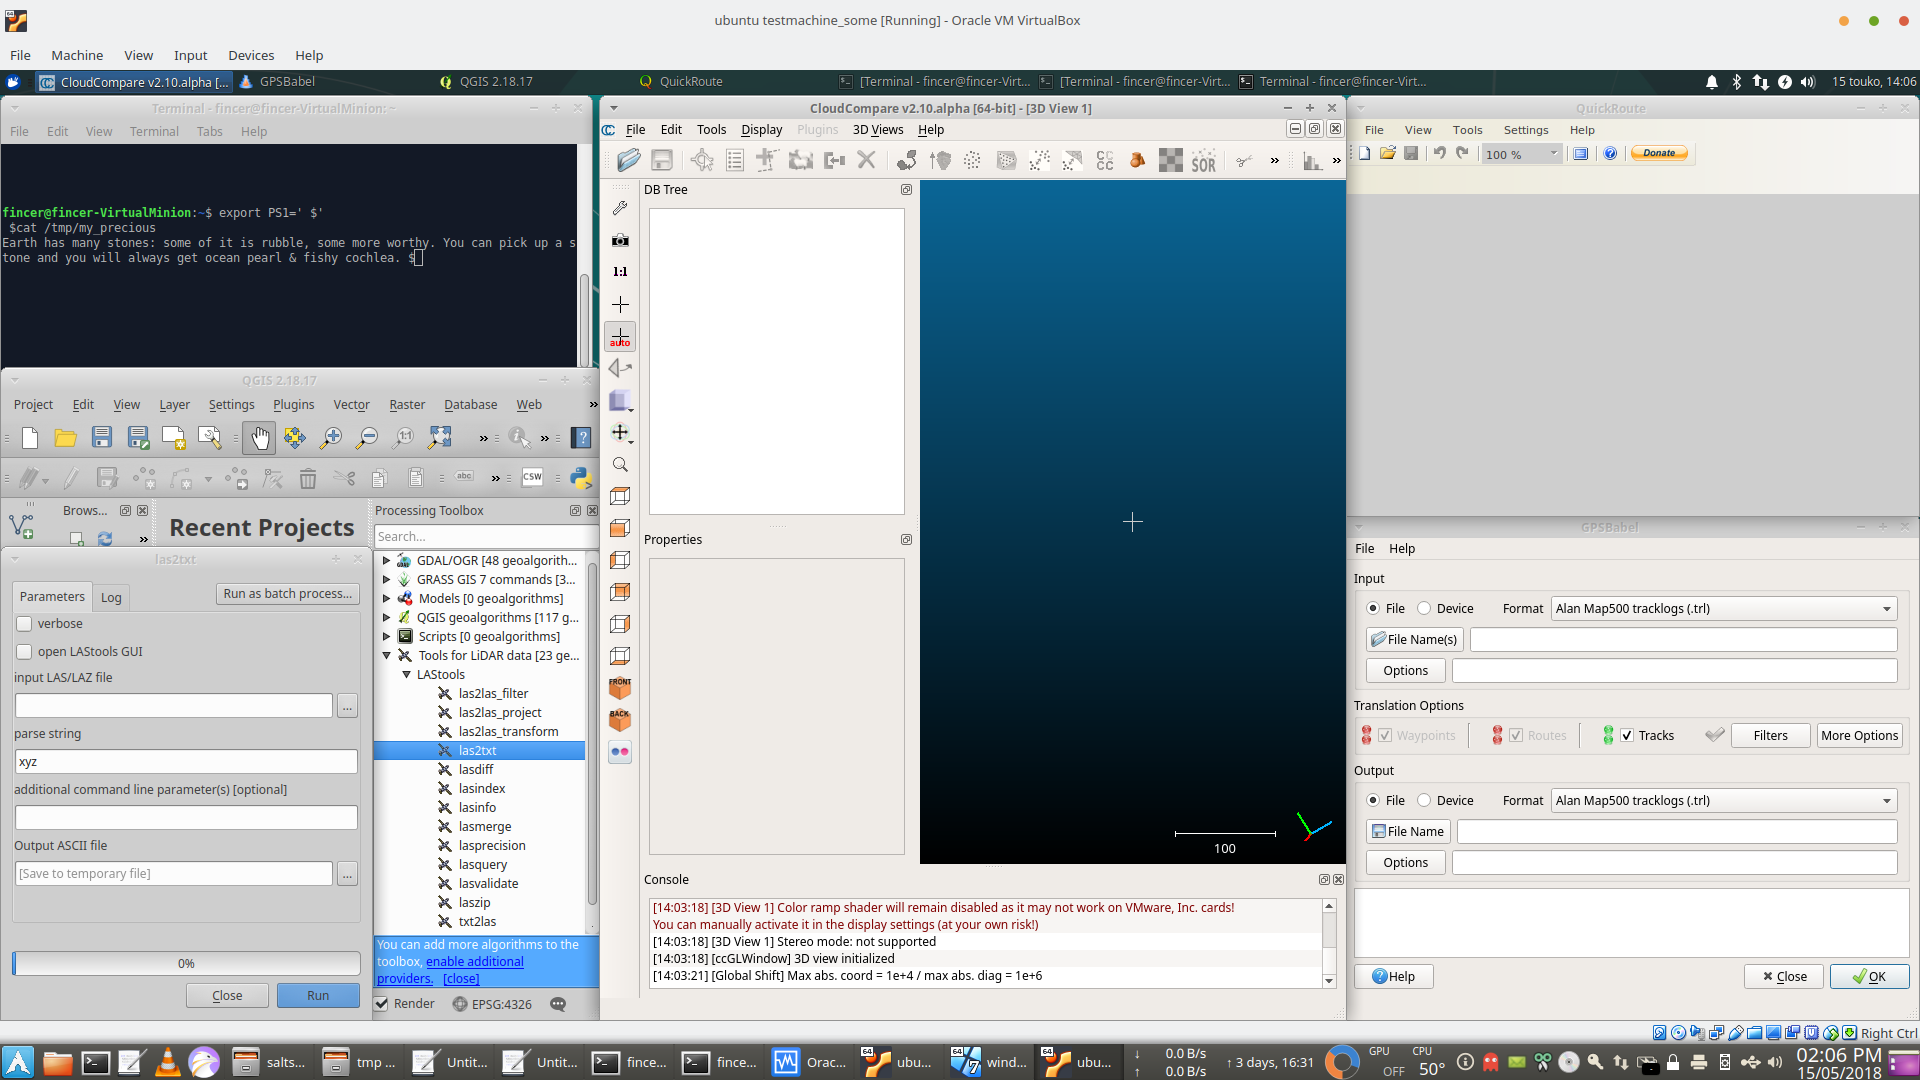 ubuntu testmachine_some [Running] - Oracle VM VirtualBox
File Machine View Input Devices Help
CloudCompare v2.10.alpha [... GPSBabel QGIS 2.18.17 QuickRoute [Terminal - fincer@fincer-Virt... [Terminal - fincer@fincer-Virt... Terminal - fincer@fincer-Virt... 15 touko, 14:06
Terminal - fincer@fincer-VirtualMinion: ~
File Edit View Terminal Tabs Help
fincer@fincer-VirtualMinion:~$ export PS1=' $'
$cat /tmp/my_precious
Earth has many stones: some of it is rubble, some more worthy. You can pick up a s
tone and you will always get ocean pearl & fishy cochlea. $
QGIS 2.18.17
Project Edit View Layer Settings Plugins Vector Raster Database Web »
1:1 » »
abc » CSW
Brows...
»
Recent Projects
Processing Toolbox
Search...
GDAL/OGR [48 geoalgorith...
GRASS GIS 7 commands [3...
Models [0 geoalgorithms]
QGIS geoalgorithms [117 g...
Scripts [0 geoalgorithms]
Tools for LiDAR data [23 ge...
LAStools
las2las_filter
las2las_project
las2las_transform
las2txt
lasdiff
lasindex
lasinfo
lasmerge
lasprecision
lasquery
lasvalidate
laszip
txt2las
You can add more algorithms to the
toolbox, enable additional
providers. [close]
Render EPSG:4326
las2txt
Parameters Log Run as batch process...
verbose
open LAStools GUI
input LAS/LAZ file
...
parse string
xyz
additional command line parameter(s) [optional]
Output ASCII file
[Save to temporary file] ...
0%
Close Run
CloudCompare v2.10.alpha [64-bit] - [3D View 1]
File Edit Tools Display Plugins 3D Views Help
CC CC SOR » »
DB Tree
1:1
auto
Properties
FRONT
BACK
100
Console
[14:03:18] [3D View 1] Color ramp shader will remain disabled as it may not work on VMware, Inc. cards!
You can manually activate it in the display settings (at your own risk!)
[14:03:18] [3D View 1] Stereo mode: not supported
[14:03:18] [ccGLWindow] 3D view initialized
[14:03:21] [Global Shift] Max abs. coord = 1e+4 / max abs. diag = 1e+6
QuickRoute
File View Tools Settings Help
100 % Donate
GPSBabel
File Help
Input
File Device Format Alan Map500 tracklogs (.trl)
File Name(s)
Options
Translation Options
Waypoints Routes Tracks Filters More Options
Output
File Device Format Alan Map500 tracklogs (.trl)
File Name
Options
Help Close OK
Right Ctrl
salts... tmp ... Untit... Untit... fince... fince... Orac... ubu... wind... ubu... ↓ 0.0 B/s ↑ 0.0 B/s ↑ 3 days, 16:31 GPU OFF CPU 50° 02:06 PM
15/05/2018